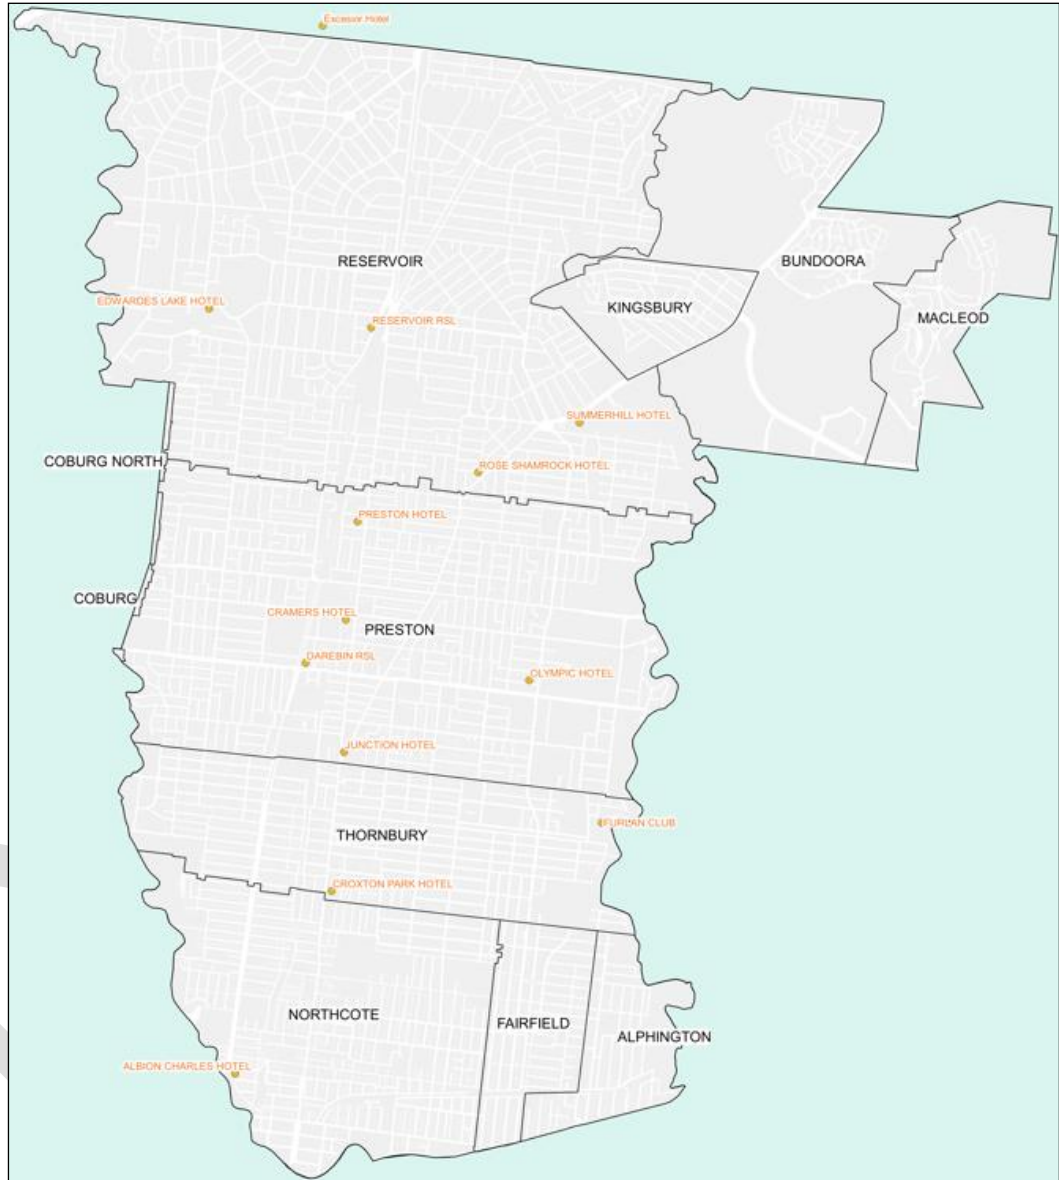 Excelsior Hotel
RESERVOIR
BUNDOORA
EDWARDES LAKE HOTEL
KINGSBURY
RESERVOIR RSL
MACLEOD
SUMMERHILL HOTEL
COBURG NORTH
ROSE SHAMROCK HOTEL
PRESTON HOTEL
COBURG
CRAMERS HOTEL
PRESTON
DAREBIN RSL
OLYMPIC HOTEL
JUNCTION HOTEL
FURLAN CLUB
THORNBURY
CROXTON PARK HOTEL
NORTHCOTE
FAIRFIELD
ALPHINGTON
ALBION CHARLES HOTEL